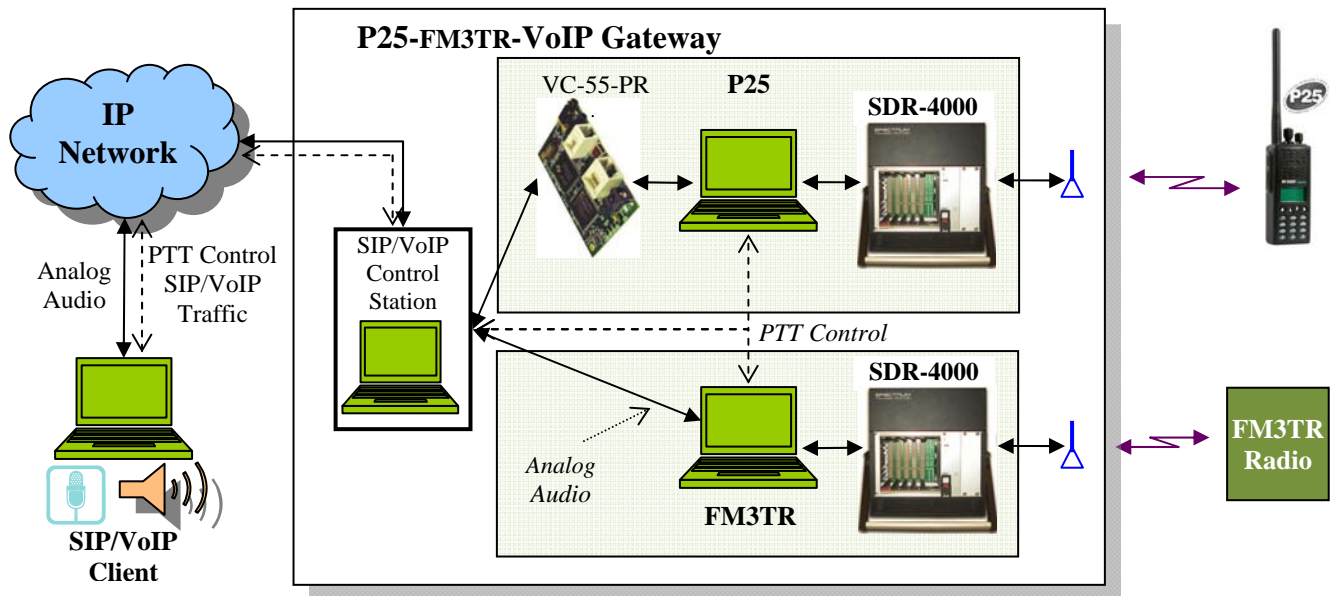 P25-FM3TR-VoIP Gateway
VC-55-PR
P25
SDR-4000
P25
IP
Network
SIP/VoIP
Control
Station
Analog
Audio
PTT Control
SIP/VoIP
Traffic
PTT Control
SDR-4000
FM3TR
Radio
Analog
Audio
FM3TR
SIP/VoIP
Client